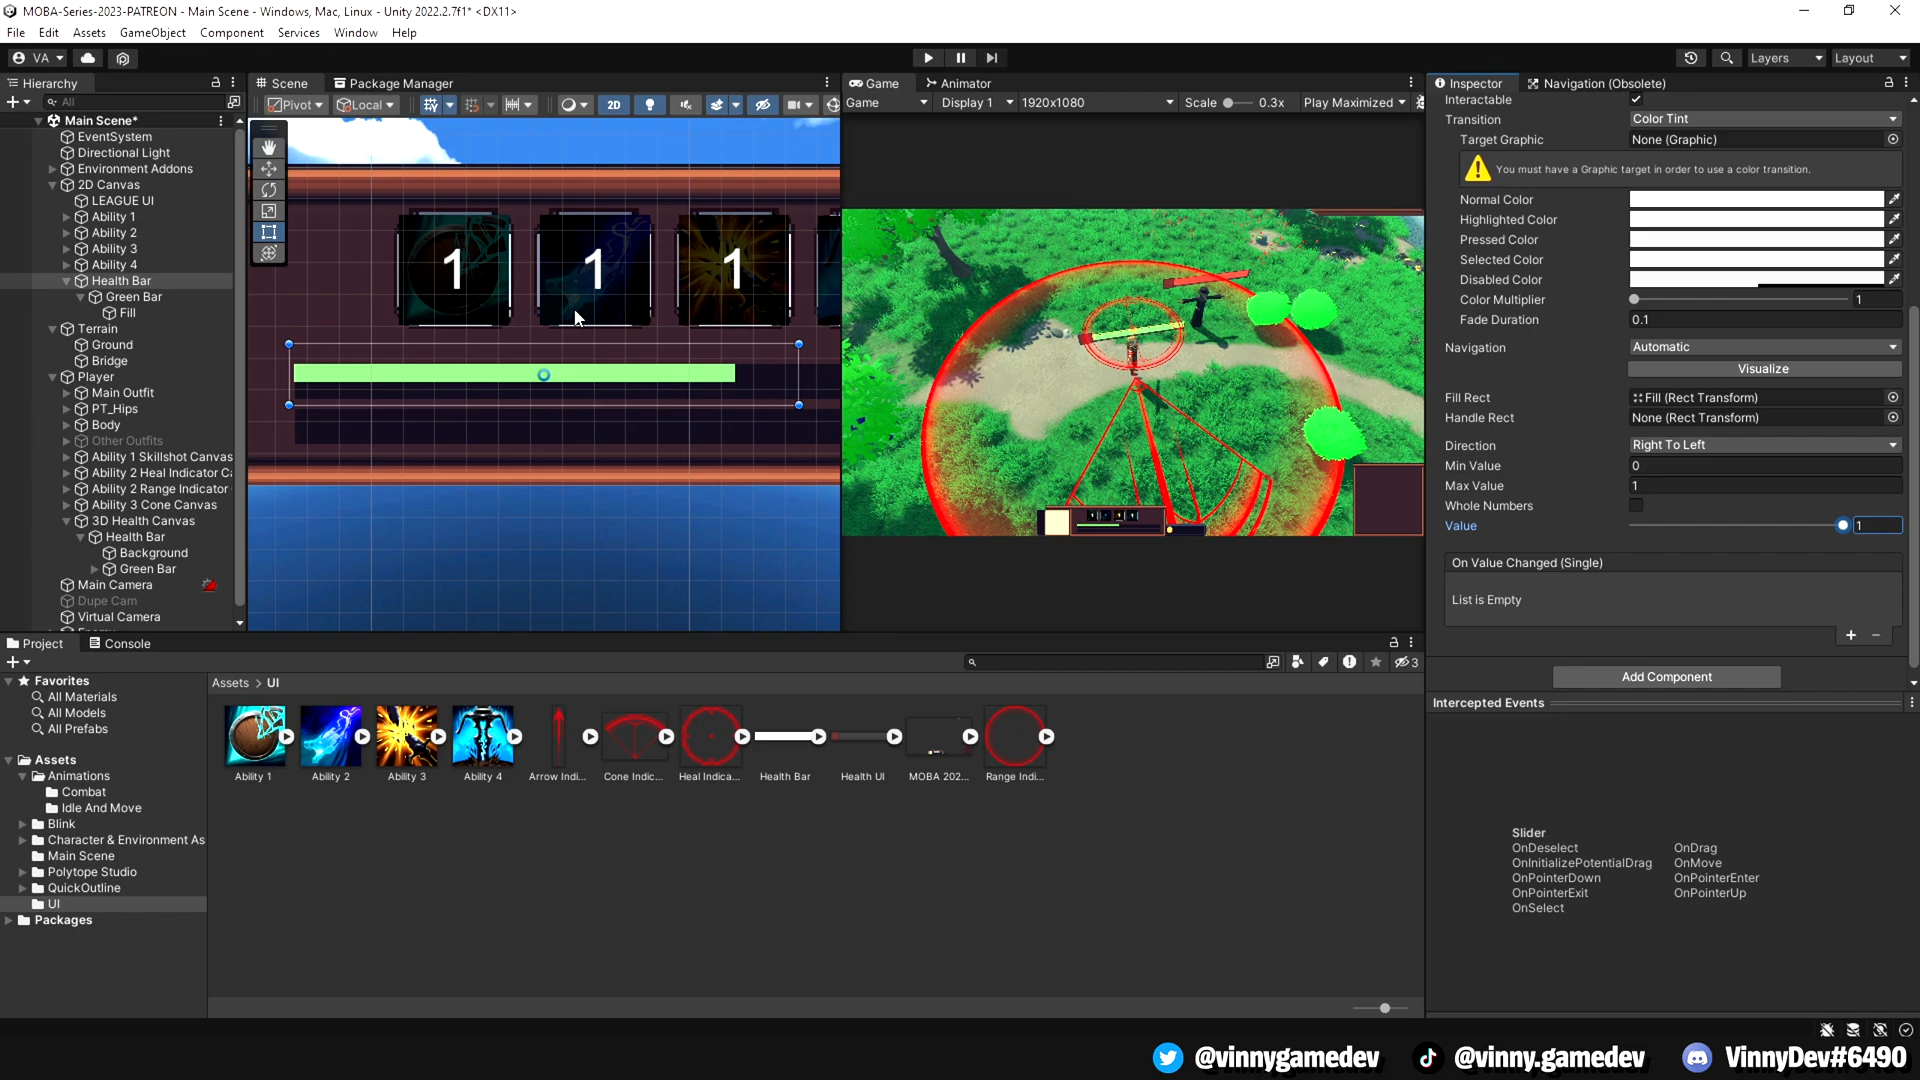 MOBA-Series-2023-PATREON - Main Scene - Windows, Mac, Linux - Unity 2022.2.7f1* <DX11>
File Edit Assets GameObject Component Services Window Help
VA Layers Layout
Hierarchy
All
Main Scene*
EventSystem
Directional Light
Environment Addons
2D Canvas
LEAGUE UI
Ability 1
Ability 2
Ability 3
Ability 4
Health Bar
Green Bar
Fill
Terrain
Ground
Bridge
Player
Main Outfit
PT_Hips
Body
Other Outfits
Ability 1 Skillshot Canvas
Ability 2 Heal Indicator Ca
Ability 2 Range Indicator
Ability 3 Cone Canvas
3D Health Canvas
Health Bar
Background
Green Bar
Main Camera
Dupe Cam
Virtual Camera
Scene Package Manager
Pivot Local 2D
1 1 1
Game Animator
Game Display 1 1920x1080 Scale 0.3x Play Maximized
Inspector Navigation (Obsolete)
Interactable
Transition Color Tint
Target Graphic None (Graphic)
You must have a Graphic target in order to use a color transition.
Normal Color
Highlighted Color
Pressed Color
Selected Color
Disabled Color
Color Multiplier 1
Fade Duration 0.1
Navigation Automatic
Visualize
Fill Rect Fill (Rect Transform)
Handle Rect None (Rect Transform)
Direction Right To Left
Min Value 0
Max Value 1
Whole Numbers
Value 1
On Value Changed (Single)
List is Empty
+ −
Add Component
Intercepted Events
Slider
OnDeselect OnDrag
OnInitializePotentialDrag OnMove
OnPointerDown OnPointerEnter
OnPointerExit OnPointerUp
OnSelect
Project Console
3
Favorites
All Materials
All Models
All Prefabs
Assets
Animations
Combat
Idle And Move
Blink
Character & Environment As
Main Scene
Polytope Studio
QuickOutline
UI
Packages
Assets > UI
Ability 1 Ability 2 Ability 3 Ability 4 Arrow Indi... Cone Indic... Heal Indica... Health Bar Health UI MOBA 202... Range Indi...
@vinnygamedev @vinny.gamedev VinnyDev#6490